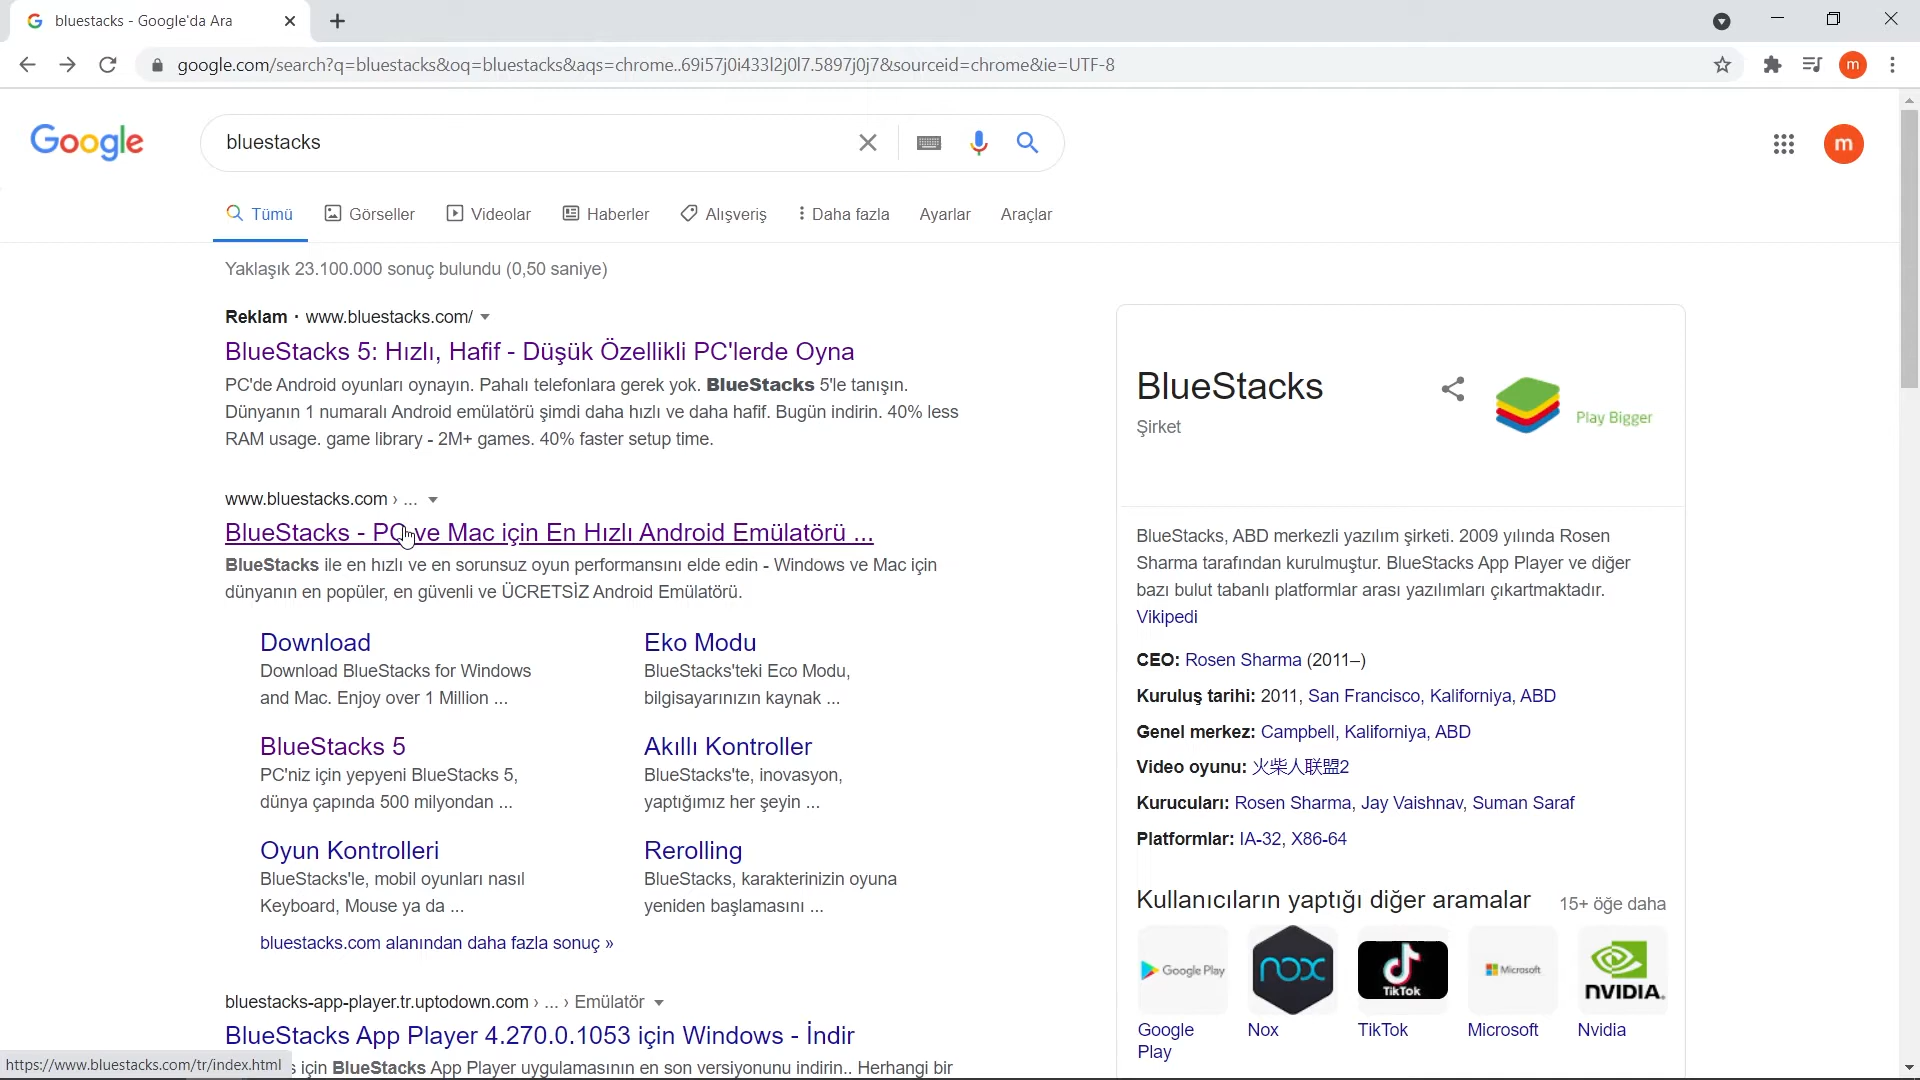 bluestacks - Google'da Ara
google.com/search?q=bluestacks&oq=bluestacks&aqs=chrome..69i57j0i433l2j0l7.5897j0j7&sourceid=chrome&ie=UTF-8
m
Google
bluestacks
m
Tümü
Görseller
Videolar
Haberler
Alışveriş
Daha fazla
Ayarlar
Araçlar
Yaklaşık 23.100.000 sonuç bulundu (0,50 saniye)
Reklam · www.bluestacks.com/
BlueStacks 5: Hızlı, Hafif - Düşük Özellikli PC'lerde Oyna
PC'de Android oyunları oynayın. Pahalı telefonlara gerek yok. BlueStacks 5'le tanışın.
Dünyanın 1 numaralı Android emülatörü şimdi daha hızlı ve daha hafif. Bugün indirin. 40% less
RAM usage. game library - 2M+ games. 40% faster setup time.
www.bluestacks.com › ...
BlueStacks - PC ve Mac için En Hızlı Android Emülatörü ...
BlueStacks ile en hızlı ve en sorunsuz oyun performansını elde edin - Windows ve Mac için
dünyanın en popüler, en güvenli ve ÜCRETSİZ Android Emülatörü.
Download
Download BlueStacks for Windows
and Mac. Enjoy over 1 Million ...
Eko Modu
BlueStacks'teki Eco Modu,
bilgisayarınızın kaynak ...
BlueStacks 5
PC'niz için yepyeni BlueStacks 5,
dünya çapında 500 milyondan ...
Akıllı Kontroller
BlueStacks'te, inovasyon,
yaptığımız her şeyin ...
Oyun Kontrolleri
BlueStacks'le, mobil oyunları nasıl
Keyboard, Mouse ya da ...
Rerolling
BlueStacks, karakterinizin oyuna
yeniden başlamasını ...
bluestacks.com alanından daha fazla sonuç »
bluestacks-app-player.tr.uptodown.com › ... › Emülatör
BlueStacks App Player 4.270.0.1053 için Windows - İndir
için BlueStacks App Player uygulamasının en son versiyonunu indirin.. Herhangi bir
https://www.bluestacks.com/tr/index.html
BlueStacks
Şirket
Play Bigger
BlueStacks, ABD merkezli yazılım şirketi. 2009 yılında Rosen
Sharma tarafından kurulmuştur. BlueStacks App Player ve diğer
bazı bulut tabanlı platformlar arası yazılımları çıkartmaktadır.
Vikipedi
CEO: Rosen Sharma (2011–)
Kuruluş tarihi: 2011, San Francisco, Kaliforniya, ABD
Genel merkez: Campbell, Kaliforniya, ABD
Video oyunu: 火柴人联盟2
Kurucuları: Rosen Sharma, Jay Vaishnav, Suman Saraf
Platformlar: IA-32, X86-64
Kullanıcıların yaptığı diğer aramalar
15+ öğe daha
Google Play
nox
TikTok
Microsoft
NVIDIA.
Google
Play
Nox
TikTok
Microsoft
Nvidia